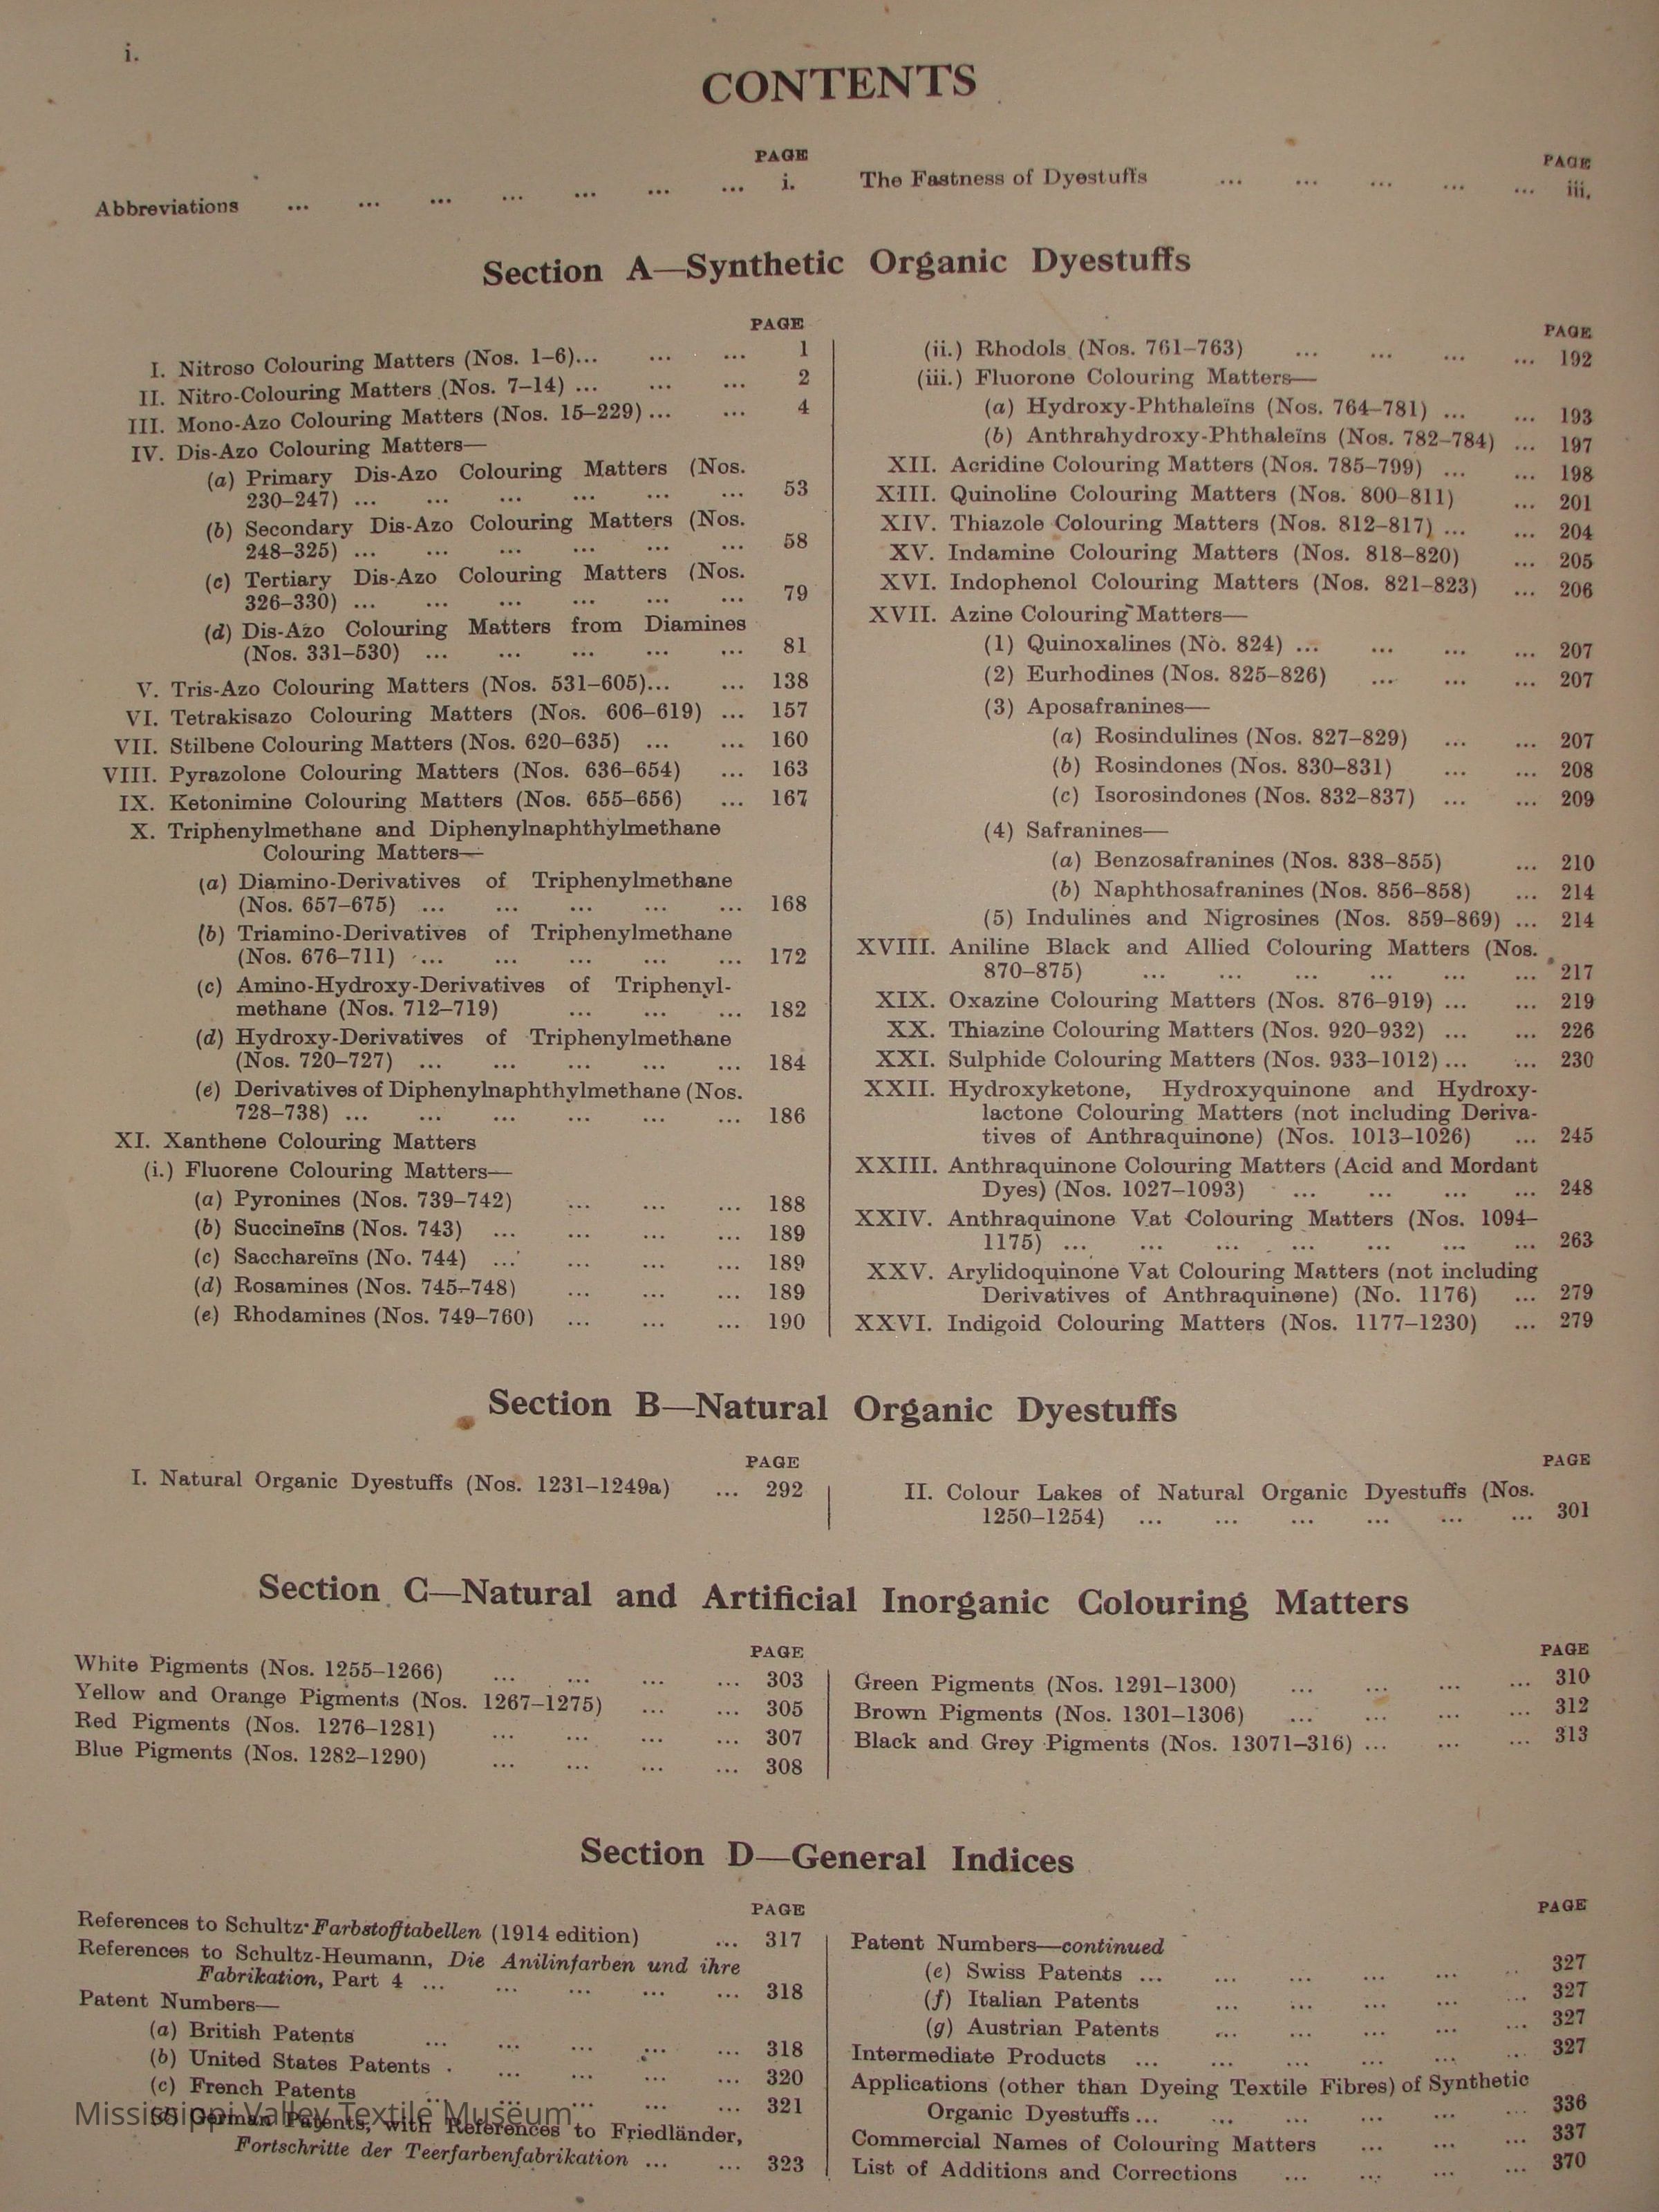 i.
CONTENTS
PAGE
Abbreviations ... ... ... ... ... ... ... i.
PAGE
The Fastness of Dyestuffs ... ... ... ... ... iii.
Section A—Synthetic Organic Dyestuffs
PAGE
I. Nitroso Colouring Matters (Nos. 1–6)... ... ... 1
II. Nitro-Colouring Matters (Nos. 7–14) ... ... ... 2
III. Mono-Azo Colouring Matters (Nos. 15–229) ... ... 4
IV. Dis-Azo Colouring Matters—
(a) Primary Dis-Azo Colouring Matters (Nos.
230–247) ... ... ... ... ... ... 53
(b) Secondary Dis-Azo Colouring Matters (Nos.
248–325) ... ... ... ... ... ... 58
(c) Tertiary Dis-Azo Colouring Matters (Nos.
326–330) ... ... ... ... ... ... 79
(d) Dis-Azo Colouring Matters from Diamines
(Nos. 331–530) ... ... ... ... ... 81
V. Tris-Azo Colouring Matters (Nos. 531–605)... ... 138
VI. Tetrakisazo Colouring Matters (Nos. 606–619) ... 157
VII. Stilbene Colouring Matters (Nos. 620–635) ... ... 160
VIII. Pyrazolone Colouring Matters (Nos. 636–654) ... 163
IX. Ketonimine Colouring Matters (Nos. 655–656) ... 167
X. Triphenylmethane and Diphenylnaphthylmethane
Colouring Matters—
(a) Diamino-Derivatives of Triphenylmethane
(Nos. 657–675) ... ... ... ... ... 168
(b) Triamino-Derivatives of Triphenylmethane
(Nos. 676–711) ... ... ... ... ... 172
(c) Amino-Hydroxy-Derivatives of Triphenyl-
methane (Nos. 712–719) ... ... ... 182
(d) Hydroxy-Derivatives of Triphenylmethane
(Nos. 720–727) ... ... ... ... ... 184
(e) Derivatives of Diphenylnaphthylmethane (Nos.
728–738) ... ... ... ... ... ... 186
XI. Xanthene Colouring Matters
(i.) Fluorene Colouring Matters—
(a) Pyronines (Nos. 739–742) ... ... ... 188
(b) Succineïns (Nos. 743) ... ... ... ... 189
(c) Sacchareïns (No. 744) ... ... ... ... 189
(d) Rosamines (Nos. 745–748) ... ... ... 189
(e) Rhodamines (Nos. 749–760) ... ... ... 190
PAGE
(ii.) Rhodols (Nos. 761–763) ... ... ... ... 192
(iii.) Fluorone Colouring Matters—
(a) Hydroxy-Phthaleïns (Nos. 764–781) ... ... 193
(b) Anthrahydroxy-Phthaleïns (Nos. 782–784) ... 197
XII. Acridine Colouring Matters (Nos. 785–799) ... ... 198
XIII. Quinoline Colouring Matters (Nos. 800–811) ... 201
XIV. Thiazole Colouring Matters (Nos. 812–817) ... ... 204
XV. Indamine Colouring Matters (Nos. 818–820) ... 205
XVI. Indophenol Colouring Matters (Nos. 821–823) ... 206
XVII. Azine Colouring Matters—
(1) Quinoxalines (No. 824) ... ... ... ... 207
(2) Eurhodines (Nos. 825–826) ... ... ... 207
(3) Aposafranines—
(a) Rosindulines (Nos. 827–829) ... ... 207
(b) Rosindones (Nos. 830–831) ... ... 208
(c) Isorosindones (Nos. 832–837) ... ... 209
(4) Safranines—
(a) Benzosafranines (Nos. 838–855) ... 210
(b) Naphthosafranines (Nos. 856–858) ... 214
(5) Indulines and Nigrosines (Nos. 859–869) ... 214
XVIII. Aniline Black and Allied Colouring Matters (Nos.
870–875) ... ... ... ... ... ... 217
XIX. Oxazine Colouring Matters (Nos. 876–919) ... ... 219
XX. Thiazine Colouring Matters (Nos. 920–932) ... ... 226
XXI. Sulphide Colouring Matters (Nos. 933–1012) ... ... 230
XXII. Hydroxyketone, Hydroxyquinone and Hydroxy-
lactone Colouring Matters (not including Deriva-
tives of Anthraquinone) (Nos. 1013–1026) ... 245
XXIII. Anthraquinone Colouring Matters (Acid and Mordant
Dyes) (Nos. 1027–1093) ... ... ... ... 248
XXIV. Anthraquinone Vat Colouring Matters (Nos. 1094–
1175) ... ... ... ... ... ... ... 263
XXV. Arylidoquinone Vat Colouring Matters (not including
Derivatives of Anthraquinone) (No. 1176) ... 279
XXVI. Indigoid Colouring Matters (Nos. 1177–1230) ... 279
Section B—Natural Organic Dyestuffs
PAGE
I. Natural Organic Dyestuffs (Nos. 1231–1249a) ... 292
PAGE
II. Colour Lakes of Natural Organic Dyestuffs (Nos.
1250–1254) ... ... ... ... ... ... 301
Section C—Natural and Artificial Inorganic Colouring Matters
PAGE
White Pigments (Nos. 1255–1266) ... ... ... ... 303
Yellow and Orange Pigments (Nos. 1267–1275) ... ... 305
Red Pigments (Nos. 1276–1281) ... ... ... ... 307
Blue Pigments (Nos. 1282–1290) ... ... ... ... 308
PAGE
Green Pigments (Nos. 1291–1300) ... ... ... ... 310
Brown Pigments (Nos. 1301–1306) ... ... ... ... 312
Black and Grey Pigments (Nos. 13071–316) ... ... ... 313
Section D—General Indices
PAGE
References to Schultz Farbstofftabellen (1914 edition) ... 317
References to Schultz-Heumann, Die Anilinfarben und ihre
Fabrikation, Part 4 ... ... ... ... ... 318
Patent Numbers—
(a) British Patents ... ... ... ... ... 318
(b) United States Patents . ... ... ... ... 320
(c) French Patents ... ... ... ... ... 321
(d) German Patents, with References to Friedländer,
Fortschritte der Teerfarbenfabrikation ... ... 323
PAGE
Patent Numbers—continued
(e) Swiss Patents ... ... ... ... ... ... 327
(f) Italian Patents ... ... ... ... ... 327
(g) Austrian Patents ... ... ... ... ... 327
Intermediate Products ... ... ... ... ... ... 327
Applications (other than Dyeing Textile Fibres) of Synthetic
Organic Dyestuffs ... ... ... ... ... ... 336
Commercial Names of Colouring Matters ... ... ... 337
List of Additions and Corrections ... ... ... ... 370
Mississippi Valley Textile Museum